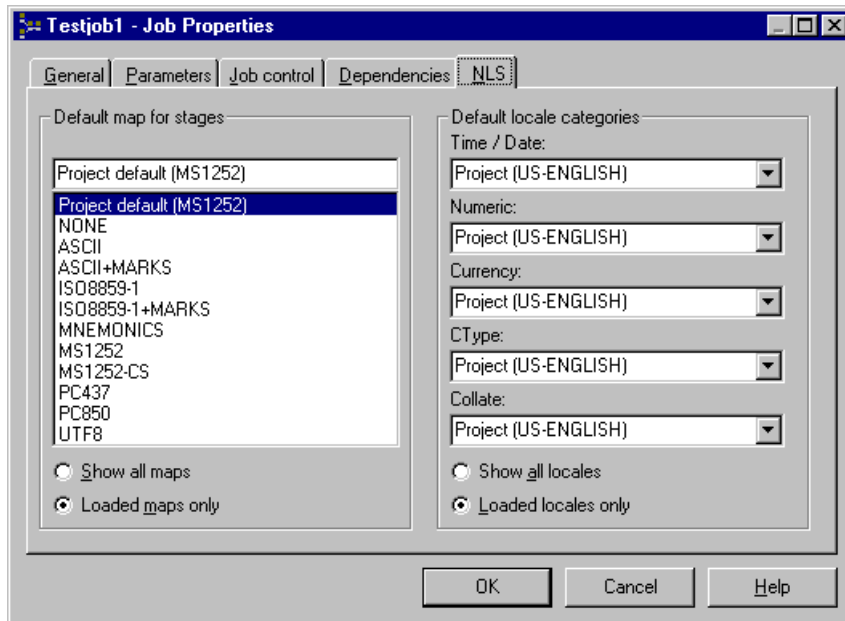 Testjob1 - Job Properties
General Parameters Job control Dependencies NLS
Default map for stages
Project default (MS1252)
Project default (MS1252)
NONE
ASCII
ASCII+MARKS
ISO8859-1
ISO8859-1+MARKS
MNEMONICS
MS1252
MS1252-CS
PC437
PC850
UTF8
Show all maps
Loaded maps only
Default locale categories
Time / Date:
Project (US-ENGLISH)
Numeric:
Project (US-ENGLISH)
Currency:
Project (US-ENGLISH)
CType:
Project (US-ENGLISH)
Collate:
Project (US-ENGLISH)
Show all locales
Loaded locales only
OK Cancel Help